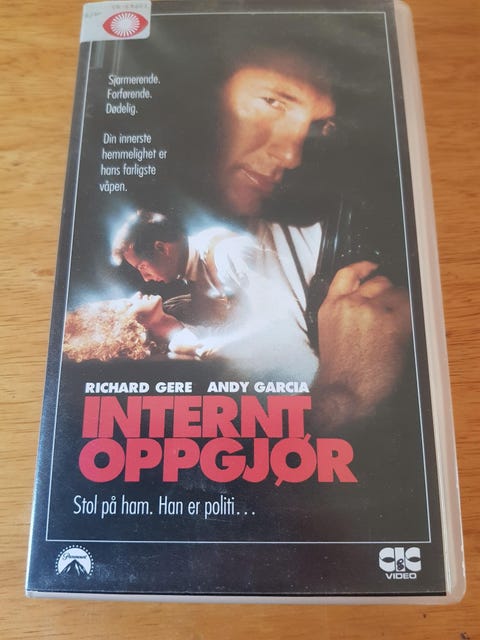 Sjarmerende.
Forførende.
Dødelig.
Din innerste
hemmelighet er
hans farligste
våpen.
RICHARD GERE ANDY GARCIA
INTERNT
OPPGJØR
Stol på ham. Han er politi...
Paramount
CIC
VIDEO